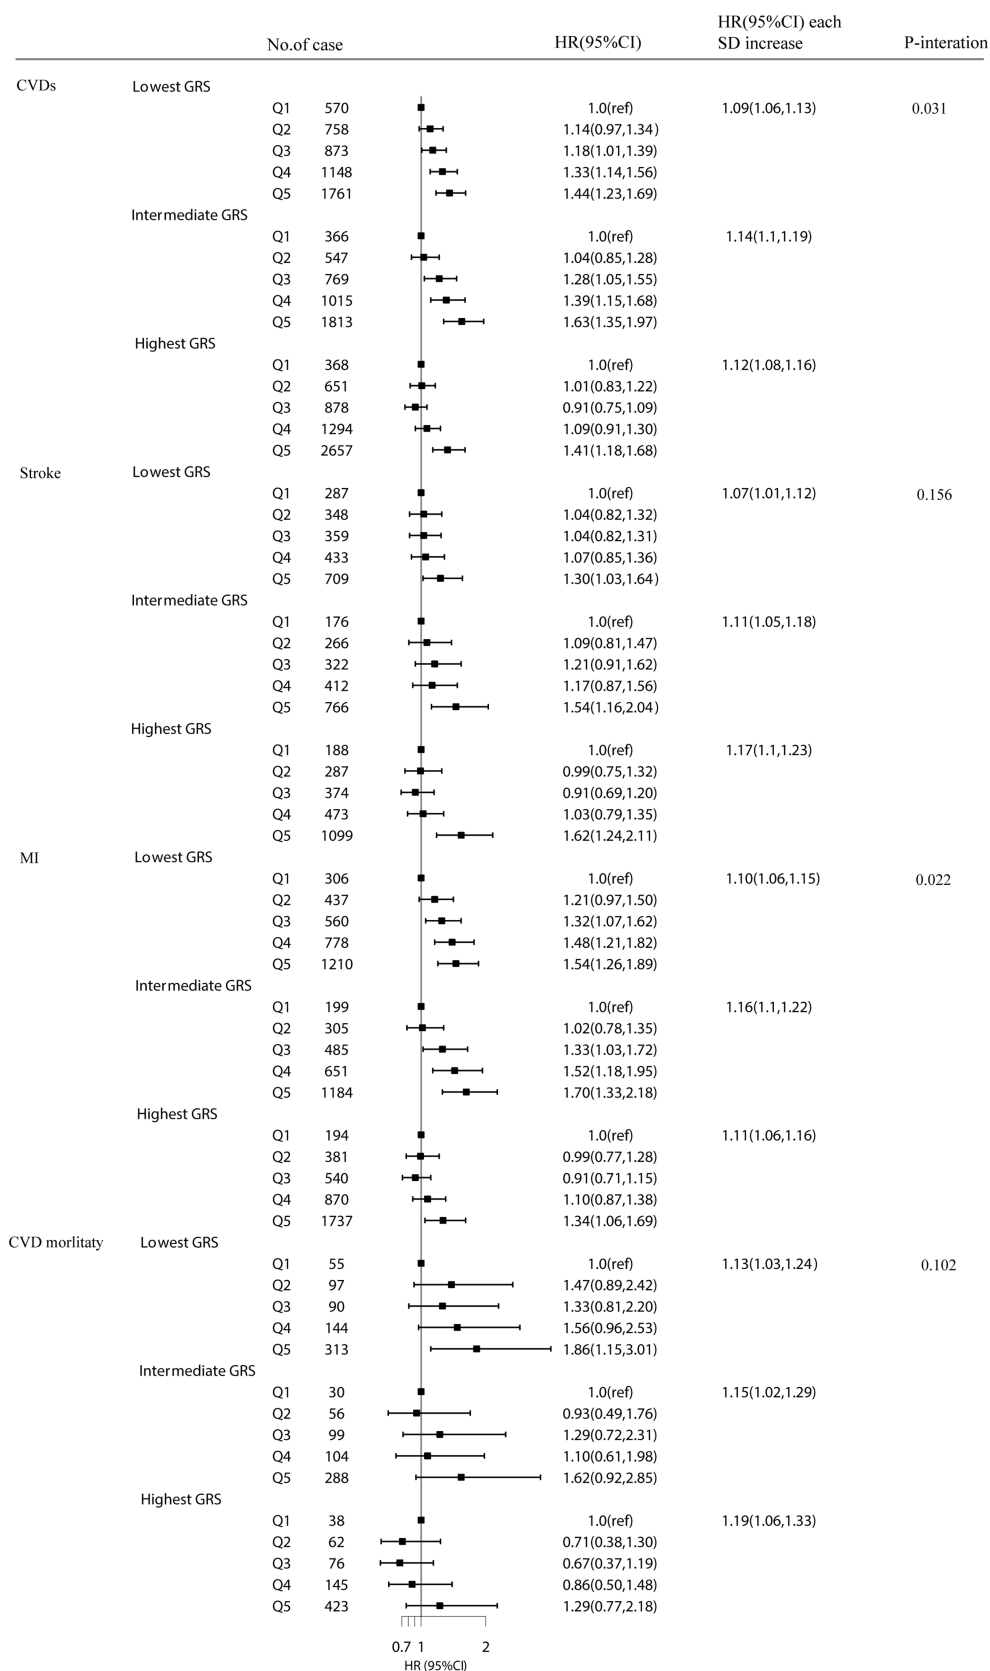 HR(95%CI) each
No.of case HR(95%CI) SD increase P-interation
CVDs Lowest GRS
Q1 570 1.0(ref) 1.09(1.06,1.13) 0.031
Q2 758 1.14(0.97,1.34)
Q3 873 1.18(1.01,1.39)
Q4 1148 1.33(1.14,1.56)
Q5 1761 1.44(1.23,1.69)
Intermediate GRS
Q1 366 1.0(ref) 1.14(1.1,1.19)
Q2 547 1.04(0.85,1.28)
Q3 769 1.28(1.05,1.55)
Q4 1015 1.39(1.15,1.68)
Q5 1813 1.63(1.35,1.97)
Highest GRS
Q1 368 1.0(ref) 1.12(1.08,1.16)
Q2 651 1.01(0.83,1.22)
Q3 878 0.91(0.75,1.09)
Q4 1294 1.09(0.91,1.30)
Q5 2657 1.41(1.18,1.68)
Stroke Lowest GRS
Q1 287 1.0(ref) 1.07(1.01,1.12) 0.156
Q2 348 1.04(0.82,1.32)
Q3 359 1.04(0.82,1.31)
Q4 433 1.07(0.85,1.36)
Q5 709 1.30(1.03,1.64)
Intermediate GRS
Q1 176 1.0(ref) 1.11(1.05,1.18)
Q2 266 1.09(0.81,1.47)
Q3 322 1.21(0.91,1.62)
Q4 412 1.17(0.87,1.56)
Q5 766 1.54(1.16,2.04)
Highest GRS
Q1 188 1.0(ref) 1.17(1.1,1.23)
Q2 287 0.99(0.75,1.32)
Q3 374 0.91(0.69,1.20)
Q4 473 1.03(0.79,1.35)
Q5 1099 1.62(1.24,2.11)
MI Lowest GRS
Q1 306 1.0(ref) 1.10(1.06,1.15) 0.022
Q2 437 1.21(0.97,1.50)
Q3 560 1.32(1.07,1.62)
Q4 778 1.48(1.21,1.82)
Q5 1210 1.54(1.26,1.89)
Intermediate GRS
Q1 199 1.0(ref) 1.16(1.1,1.22)
Q2 305 1.02(0.78,1.35)
Q3 485 1.33(1.03,1.72)
Q4 651 1.52(1.18,1.95)
Q5 1184 1.70(1.33,2.18)
Highest GRS
Q1 194 1.0(ref) 1.11(1.06,1.16)
Q2 381 0.99(0.77,1.28)
Q3 540 0.91(0.71,1.15)
Q4 870 1.10(0.87,1.38)
Q5 1737 1.34(1.06,1.69)
CVD morlitaty Lowest GRS
Q1 55 1.0(ref) 1.13(1.03,1.24) 0.102
Q2 97 1.47(0.89,2.42)
Q3 90 1.33(0.81,2.20)
Q4 144 1.56(0.96,2.53)
Q5 313 1.86(1.15,3.01)
Intermediate GRS
Q1 30 1.0(ref) 1.15(1.02,1.29)
Q2 56 0.93(0.49,1.76)
Q3 99 1.29(0.72,2.31)
Q4 104 1.10(0.61,1.98)
Q5 288 1.62(0.92,2.85)
Highest GRS
Q1 38 1.0(ref) 1.19(1.06,1.33)
Q2 62 0.71(0.38,1.30)
Q3 76 0.67(0.37,1.19)
Q4 145 0.86(0.50,1.48)
Q5 423 1.29(0.77,2.18)
0.7 1 2
HR (95%CI)